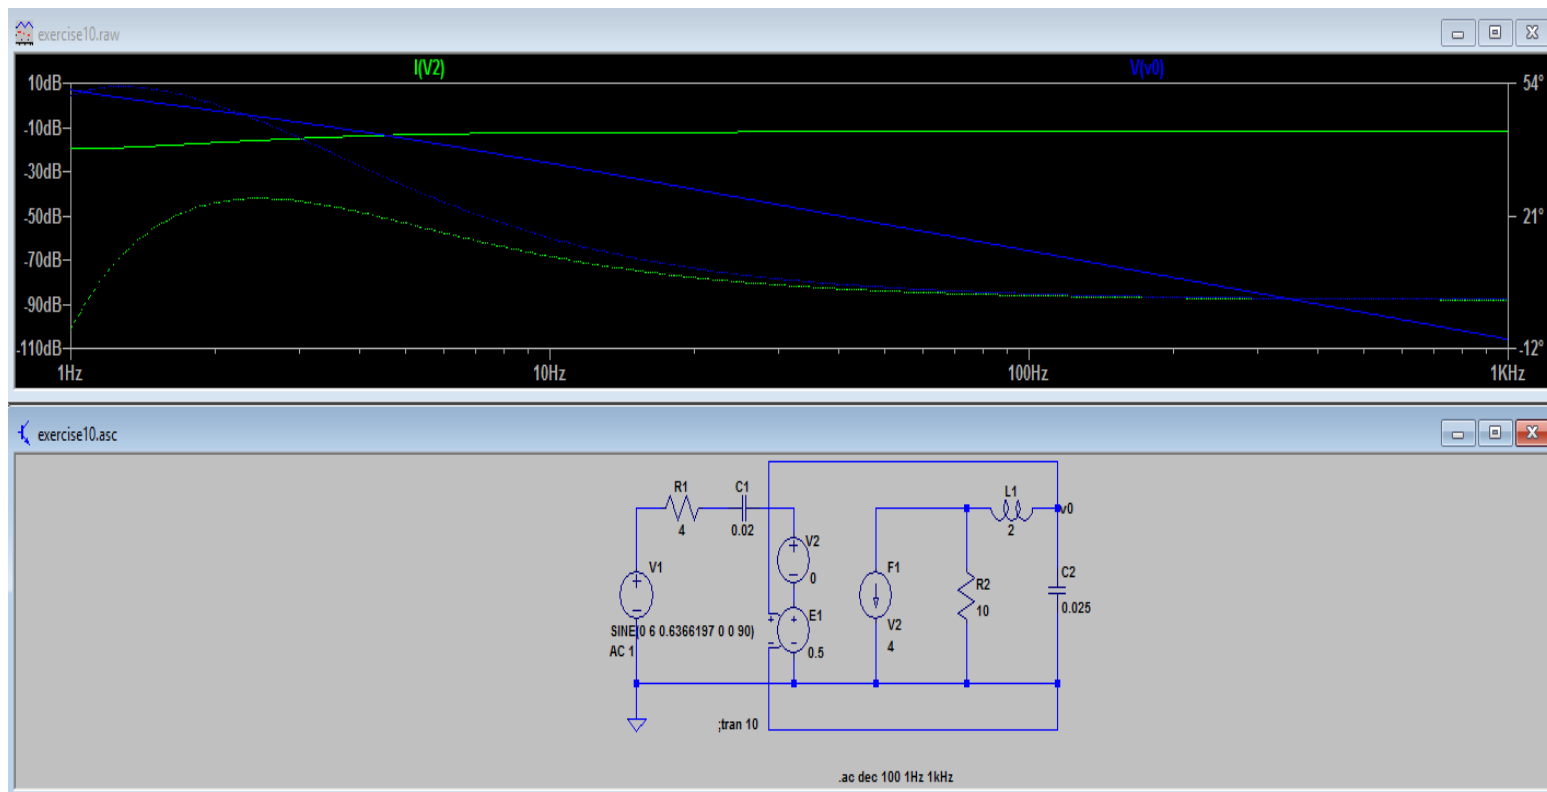 exercise10.raw
I(V2)
V(v0)
10dB
-10dB
-30dB
-50dB
-70dB
-90dB
-110dB
54°
21°
-12°
1Hz
10Hz
100Hz
1KHz
exercise10.asc
R1
4
C1
0.02
V2
0
V1
SINE(0 6 0.6366197 0 0 90)
AC 1
E1
0.5
F1
V2
4
R2
10
L1
2
v0
C2
0.025
;tran 10
.ac dec 100 1Hz 1kHz